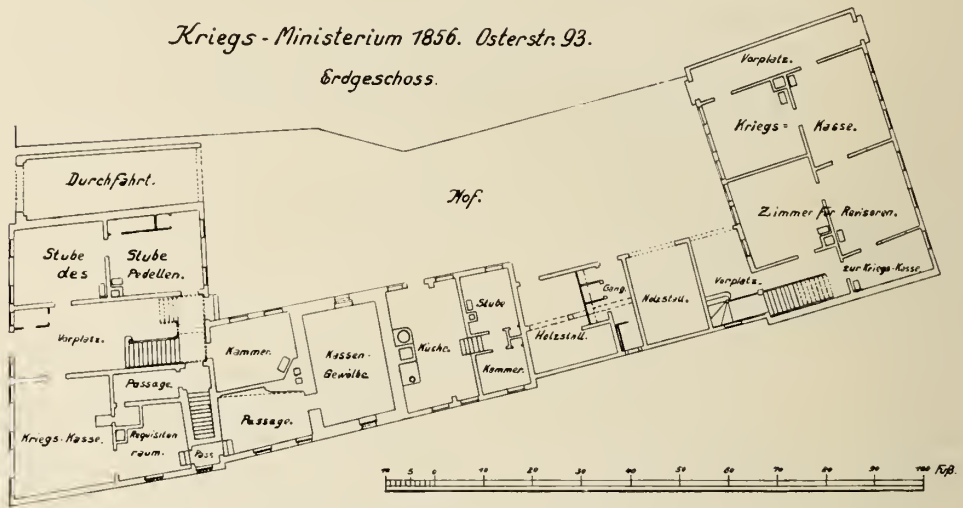 Kriegs-Ministerium 1856. Osterstr. 93.
Erdgeschoss.
Vorplatz.
Kriegs=
Kasse.
Durchfahrt.
Hof.
Stube
des
Stube
Pedellen.
Zimmer für Revisoren.
zur Kriegs-Kasse
Vorplatz.
Holzstall.
Gang.
Stube
Holzstall.
Kammer.
Küche.
Kassen-
Gewölbe
Kammer.
Vorplatz.
Passage.
Passage.
Kriegs-Kasse.
Requisiten
raum.
Pass
10 5 0 10 20 30 40 50 60 70 80 90 100 Fuß.